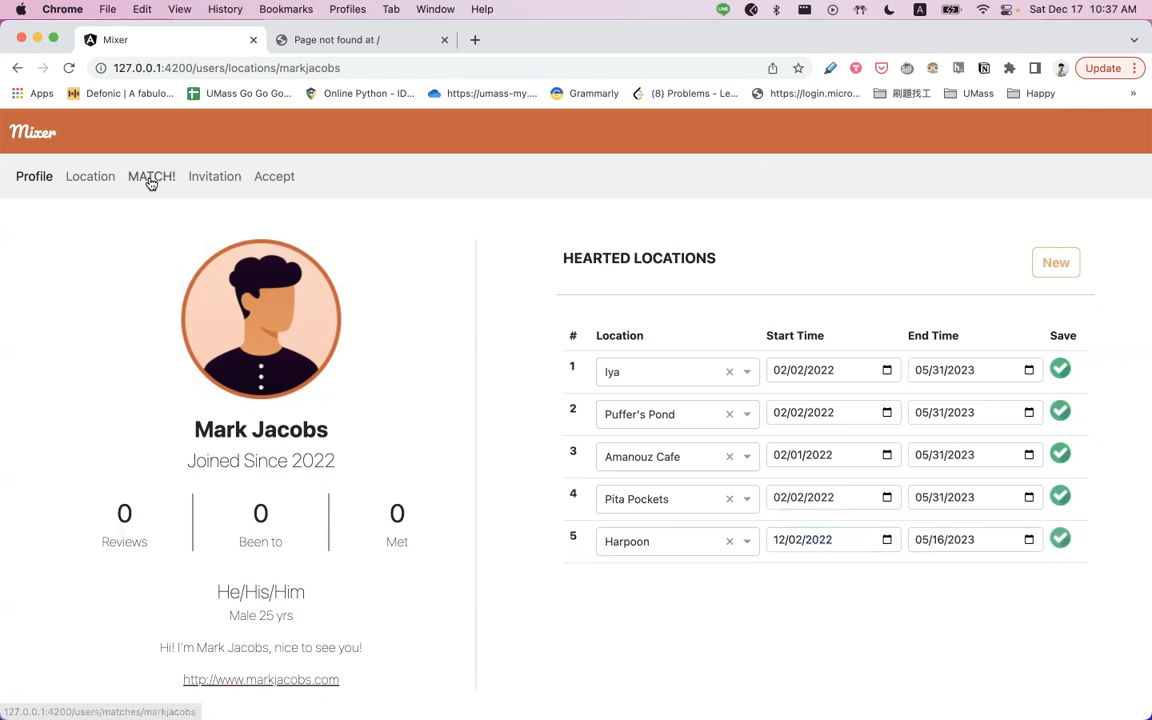 Chrome File Edit View History Bookmarks Profiles Tab Window Help A Sat Dec 17 10:37 AM
Mixer Page not found at /
127.0.0.1:4200/users/locations/markjacobs Update
Apps Defonic | A fabulo... UMass Go Go Go... Online Python - ID... https://umass-my.... Grammarly (8) Problems - Le... https://login.micro... 刷題找工 UMass Happy »
Mixer
Profile Location MATCH! Invitation Accept
HEARTED LOCATIONS New
# Location Start Time End Time Save
1 Iya 02/02/2022 05/31/2023
2 Puffer's Pond 02/02/2022 05/31/2023
3 Amanouz Cafe 02/01/2022 05/31/2023
4 Pita Pockets 02/02/2022 05/31/2023
5 Harpoon 12/02/2022 05/16/2023
Mark Jacobs
Joined Since 2022
0 0 0
Reviews Been to Met
He/His/Him
Male 25 yrs
Hi! I'm Mark Jacobs, nice to see you!
http://www.markjacobs.com
127.0.0.1:4200/users/matches/markjacobs